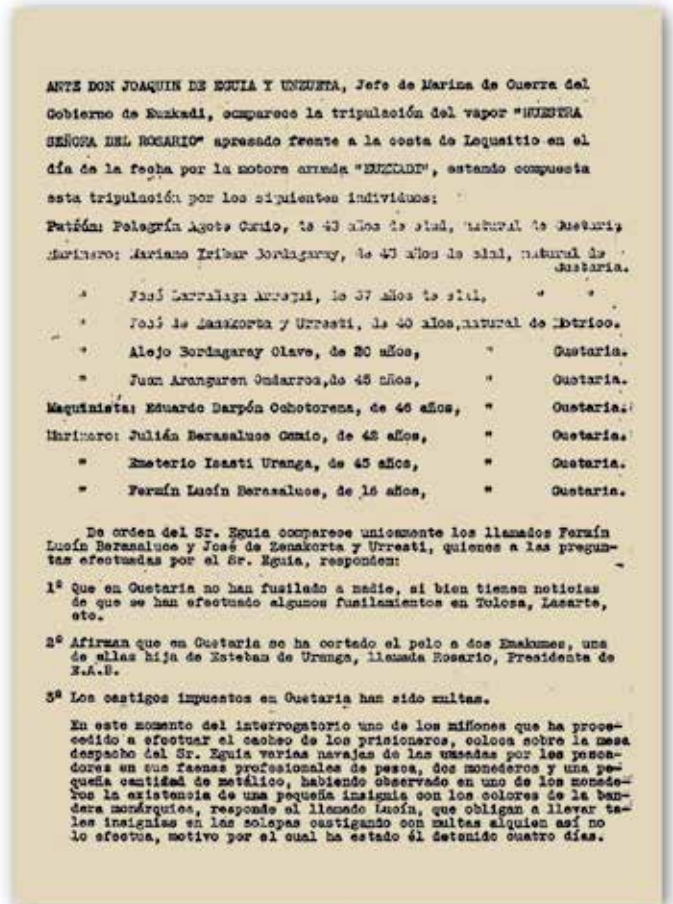 ANTE DON JOAQUIN DE EGUIA Y UNZUETA, Jefe de Marina de Guerra del
Gobierno de Euzkadi, comparece la tripulación del vapor "NUESTRA
SEÑORA DEL ROSARIO" apresado frente a la costa de Lequeitio en el
día de la fecha por la motora armada "EUZKADI", estando compuesta
esta tripulación por los siguientes individuos:
Patrón: Pelegrín Agote Comio, de 43 años de edad, natural de Guetaria
Marinero: Mariano Iribar Bordagaray, de 43 años de edad, natural de
Guetaria.
" José Larrañaga Arregui, de 37 años de edad, " "
" José de Zenakorta y Urresti, de 40 años, natural de Motrico.
" Alejo Bordagaray Olave, de 20 años, " Guetaria.
" Juan Aranguren Ondarroa, de 45 años, " Guetaria.
Maquinista: Eduardo Darpón Ochotorena, de 46 años, " Guetaria.
Marinero: Julián Berasaluce Comio, de 42 años, " Guetaria.
" Emeterio Isasti Uranga, de 45 años, " Guetaria.
" Fermín Lucín Berasaluce, de 16 años, " Guetaria.
De orden del Sr. Eguia comparese unicamente los llamados Fermín
Lucín Berasaluce y José de Zenakorta y Urresti, quienes a las pregun-
tas efectuadas por el Sr. Eguia, responden:
1º Que en Guetaria no han fusilado a nadie, si bien tienen noticias
de que se han efectuado algunos fusilamientos en Tolosa, Lasarte,
etc.
2º Afirman que en Guetaria se ha cortado el pelo a dos Emakumes, una
de ellas hija de Esteban de Uranga, llamada Rosario, Presidenta de
E.A.B.
3º Los castigos impuestos en Guetaria han sido multas.
En este momento del interrogatorio uno de los miñones que ha proce-
cedido a efectuar el cacheo de los prisioneros, coloca sobre la mesa
despacho del Sr. Eguia varias navajas de las usadas por los pesca-
dores en sus faenas profesionales de pesca, dos monederos y una pe-
queña cantidad de metálico, habiendo observado en uno de los monede-
ros la existencia de una pequeña insignia con los colores de la ban-
dera monárquica, responde el llamado Lucín, que obligan a llevar ta-
les insignias en las solapas castigando con multas alquien así no
lo efectua, motivo por el cual ha estado él detenido cuatro días.